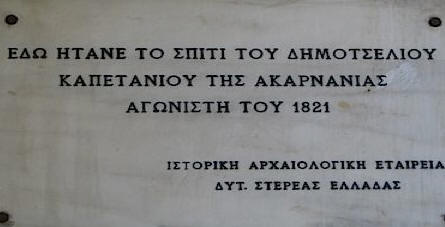 ΕΔΩ ΗΤΑΝΕ ΤΟ ΣΠΙΤΙ ΤΟΥ ΔΗΜΟΤΣΕΛΙΟΥ
ΚΑΠΕΤΑΝΙΟΥ ΤΗΣ ΑΚΑΡΝΑΝΙΑΣ
ΑΓΩΝΙΣΤΗ ΤΟΥ 1821
ΙΣΤΟΡΙΚΗ ΑΡΧΑΙΟΛΟΓΙΚΗ ΕΤΑΙΡΕΙΑ
ΔΥΤ. ΣΤΕΡΕΑΣ ΕΛΛΑΔΑΣ